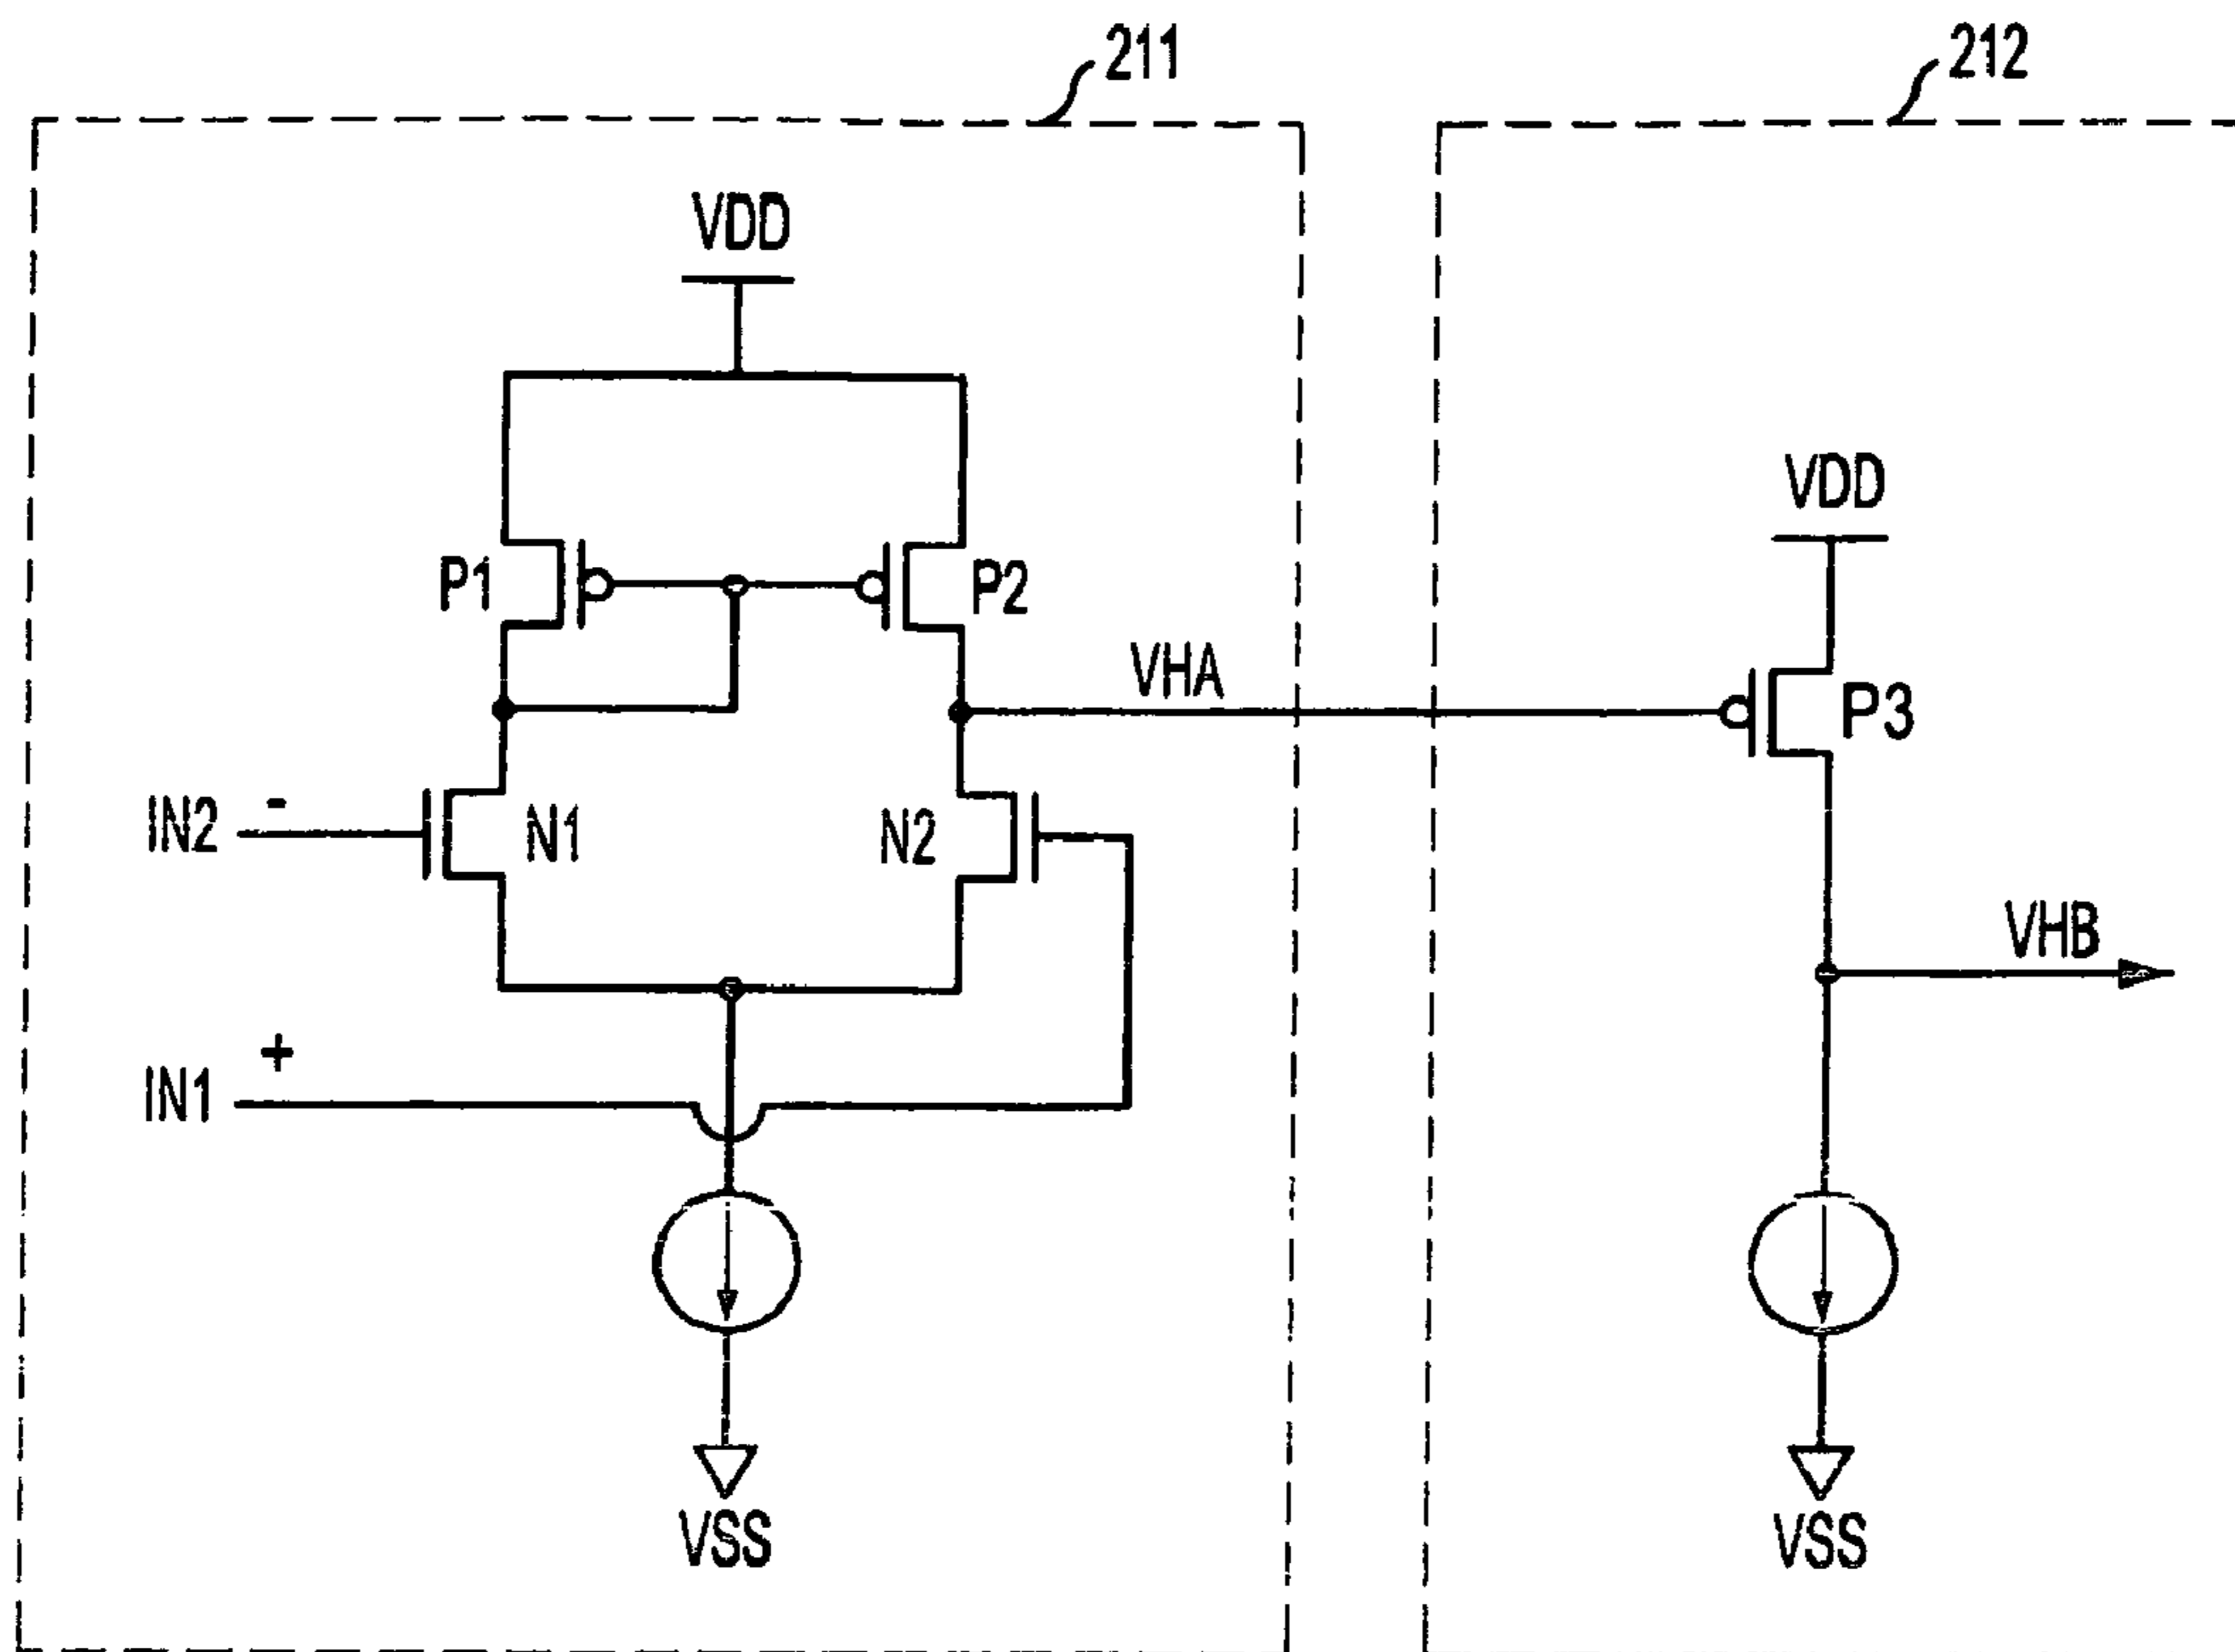 211
212
VDD
VDD
P1
P2
VHA
P3
IN2 -
N1
N2
VHB
+
IN1
VSS
VSS